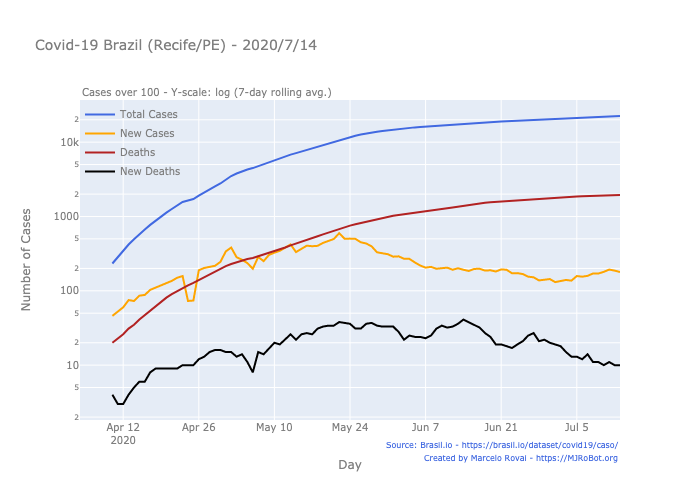 Covid-19 Brazil (Recife/PE) - 2020/7/14
Cases over 100 - Y-scale: log (7-day rolling avg.)
Total Cases
New Cases
Deaths
New Deaths
Number of Cases
2
10k
5
2
1000
5
2
100
5
2
10
5
2
Apr 12
2020
Apr 26
May 10
May 24
Jun 7
Jun 21
Jul 5
Day
Source: Brasil.io - https://brasil.io/dataset/covid19/caso/
Created by Marcelo Rovai - https://MJRoBot.org